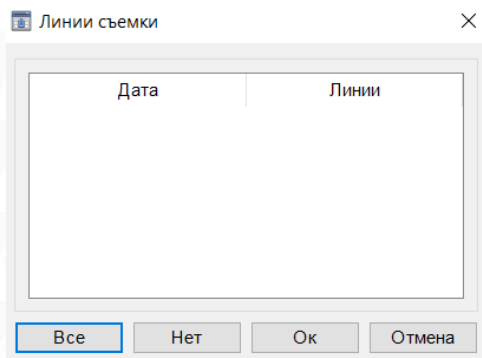 Линии съемки
Дата Линии
Все Нет Ок Отмена